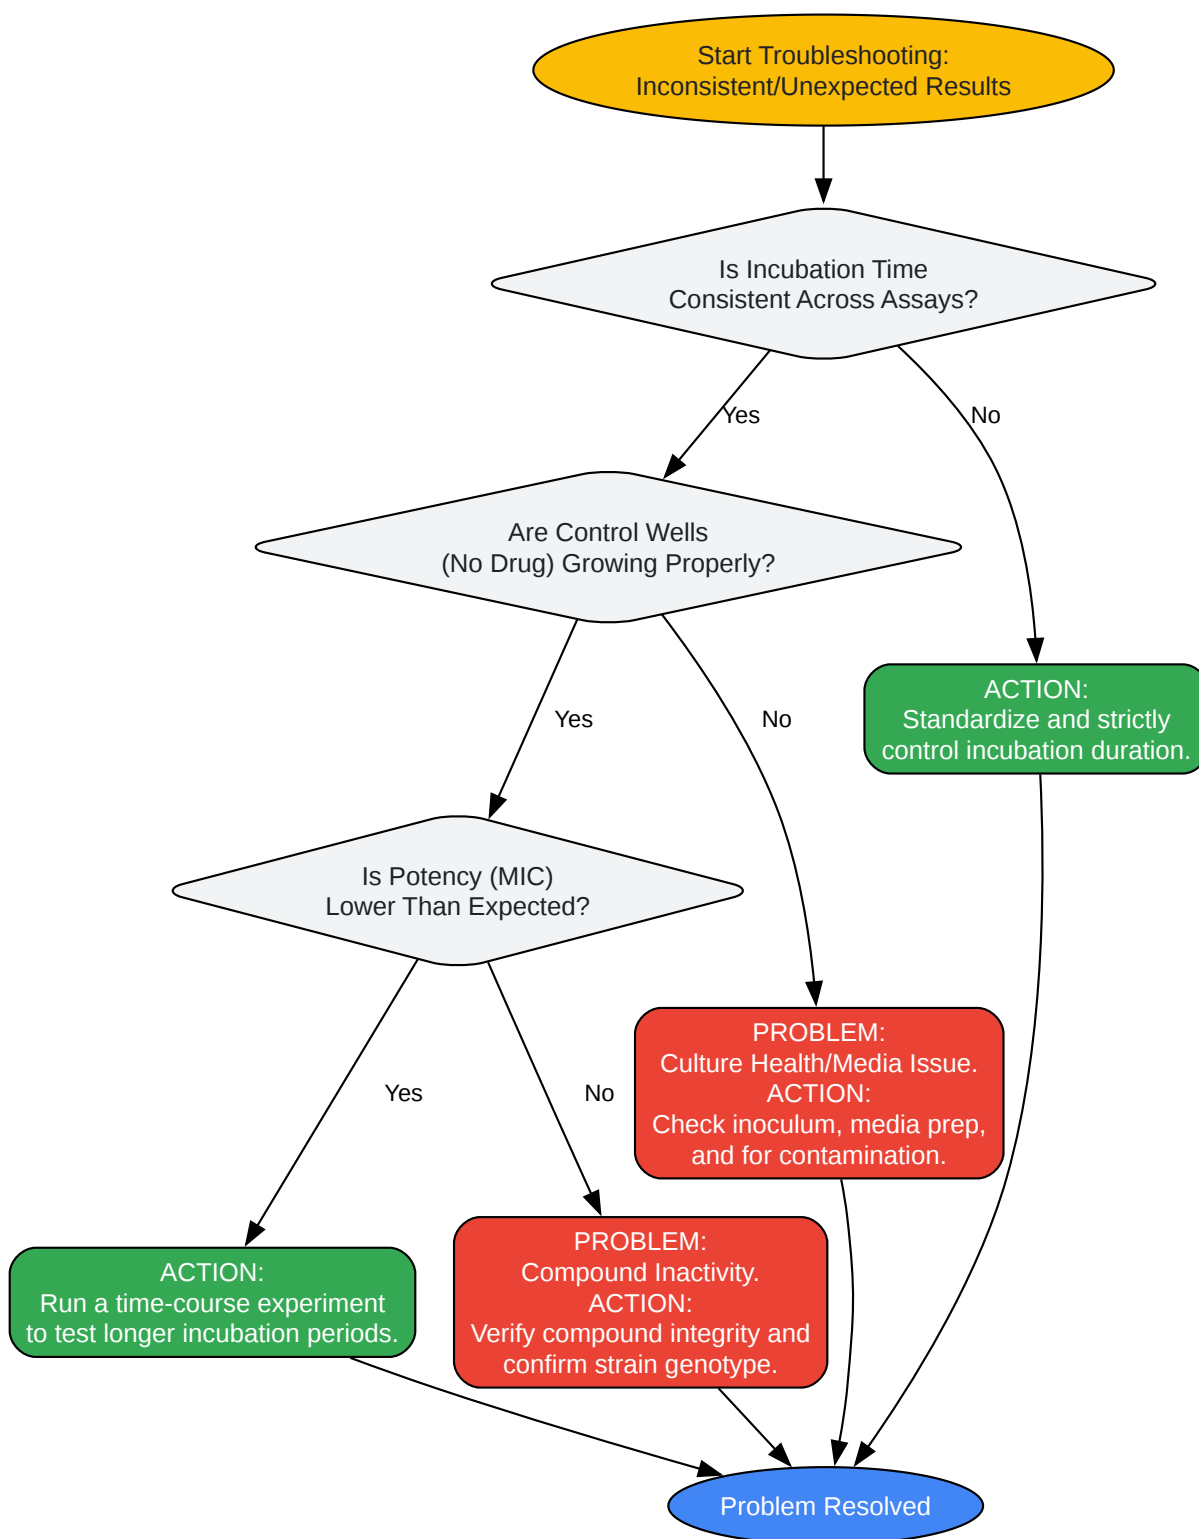 Start Troubleshooting:
Inconsistent/Unexpected Results
Is Incubation Time
Consistent Across Assays?
Yes
No
Are Control Wells
(No Drug) Growing Properly?
ACTION:
Standardize and strictly
control incubation duration.
Yes
No
Is Potency (MIC)
Lower Than Expected?
PROBLEM:
Culture Health/Media Issue.
ACTION:
Check inoculum, media prep,
and for contamination.
Yes
No
ACTION:
Run a time-course experiment
to test longer incubation periods.
PROBLEM:
Compound Inactivity.
ACTION:
Verify compound integrity and
confirm strain genotype.
Problem Resolved